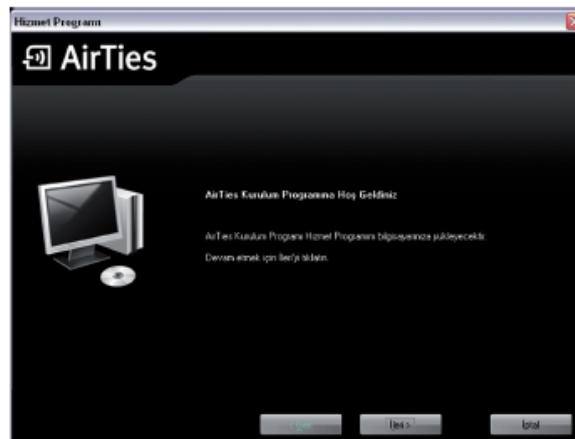 Hizmet Programı
AirTies
AirTies Kurulum Programına Hoş Geldiniz
AirTies Kurulum Programı Hizmet Programını bilgisayarınıza yükleyecektir.
Devam etmek için İleri'yi tıklatın.
İleri >
İptal